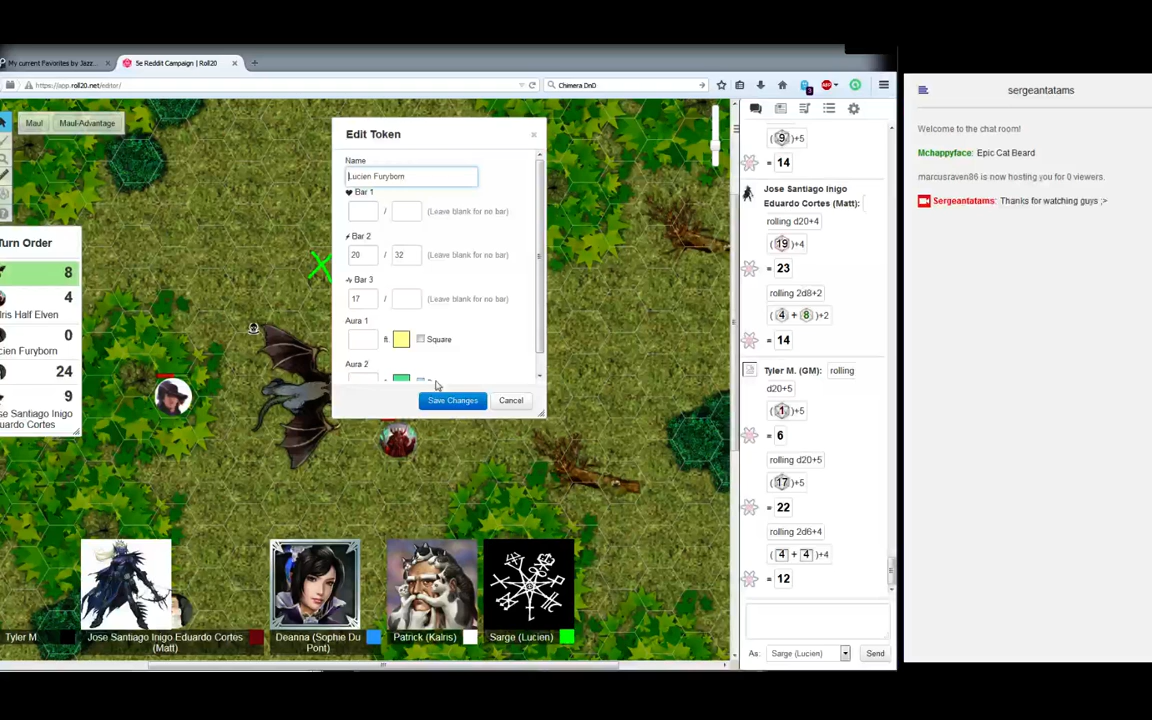 My current Favorites by Jazz...
5e Reddit Campaign | Roll20
https://app.roll20.net/editor/
Chimera DnD
Maul
Maul-Advantage
Turn Order
8
4
Iris Half Elven
0
cien Furyborn
24
9
ose Santiago Inigo
duardo Cortes
Edit Token
Name
Lucien Furyborn
Bar 1
/
(Leave blank for no bar)
Bar 2
20 / 32 (Leave blank for no bar)
Bar 3
17 / (Leave blank for no bar)
Aura 1
ft. Square
Aura 2
Save Changes
Cancel
Tyler M.
Jose Santiago Inigo Eduardo Cortes
(Matt)
Deanna (Sophie Du
Pont)
Patrick (Kalris)
Sarge (Lucien)
(9)+5
= 14
Jose Santiago Inigo
Eduardo Cortes (Matt):
rolling d20+4
(19)+4
= 23
rolling 2d8+2
(4 + 8)+2
= 14
Tyler M. (GM): rolling
d20+5
(1)+5
= 6
rolling d20+5
(17)+5
= 22
rolling 2d6+4
(4 + 4)+4
= 12
As: Sarge (Lucien)
Send
sergeantatams
Welcome to the chat room!
Mchappyface: Epic Cat Beard
marcusraven86 is now hosting you for 0 viewers.
Sergeantatams: Thanks for watching guys ;>